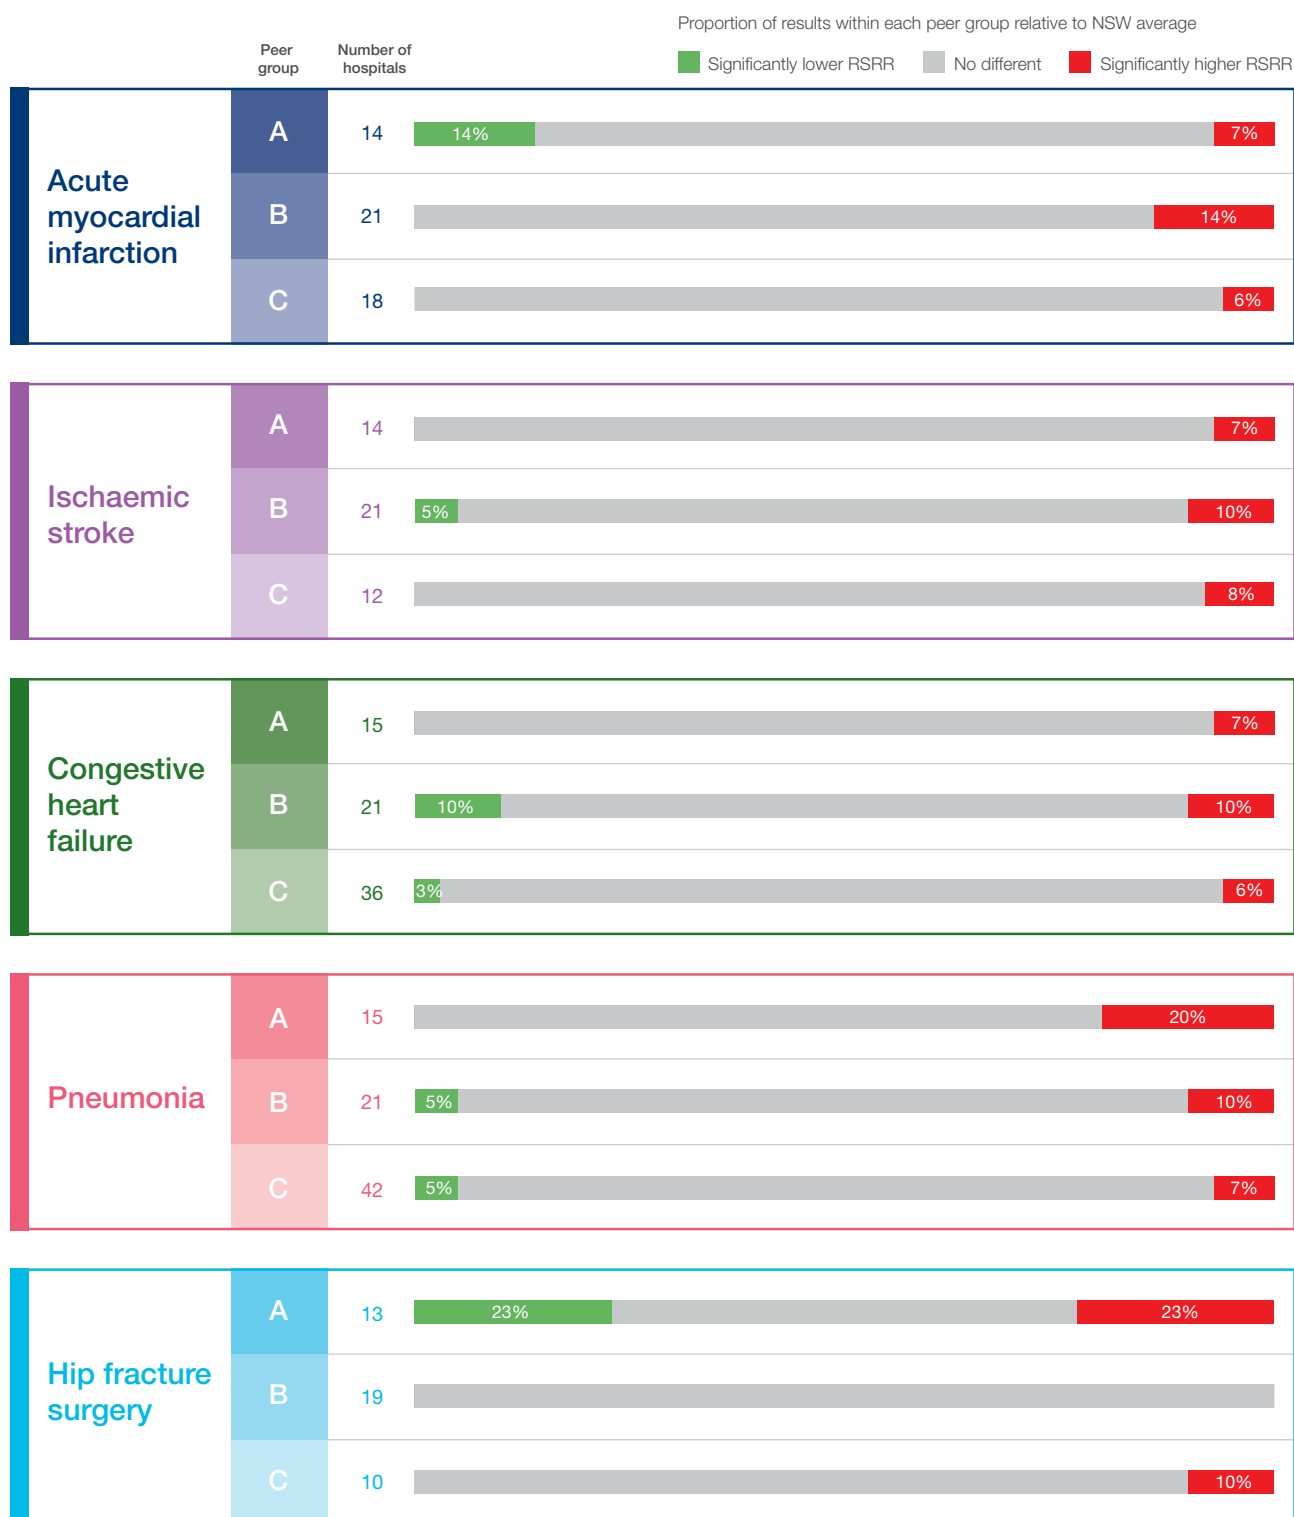 Proportion of results within each peer group relative to NSW average
Peer group
Number of hospitals
Significantly lower RSRR
No different
Significantly higher RSRR
Acute
myocardial
infarction
A
14
14%
7%
B
21
14%
C
18
6%
Ischaemic
stroke
A
14
7%
B
21
5%
10%
C
12
8%
Congestive
heart
failure
A
15
7%
B
21
10%
10%
C
36
3%
6%
Pneumonia
A
15
20%
B
21
5%
10%
C
42
5%
7%
Hip fracture
surgery
A
13
23%
23%
B
19
C
10
10%